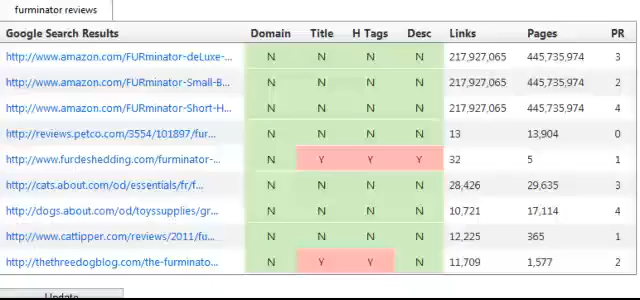 furminator reviews
Google Search Results Domain Title H Tags Desc Links Pages PR
http://www.amazon.com/FURminator-deLuxe-... N N N N 217,927,065 445,735,974 3
http://www.amazon.com/FURminator-Small-B... N N N N 217,927,065 445,735,974 2
http://www.amazon.com/FURminator-Short-H... N N N N 217,927,065 445,735,974 4
http://reviews.petco.com/3554/101897/fur... N N N N 13 13,904 0
http://www.furdeshedding.com/furminator-... N Y Y Y 32 5 1
http://cats.about.com/od/essentials/fr/f... N N N N 28,426 29,635 3
http://dogs.about.com/od/toyssupplies/gr... N N N N 10,721 17,114 4
http://www.cattipper.com/reviews/2011/fu... N N N N 12,225 365 1
http://thethreedogblog.com/the-furminato... N Y Y N 11,709 1,577 2
Update